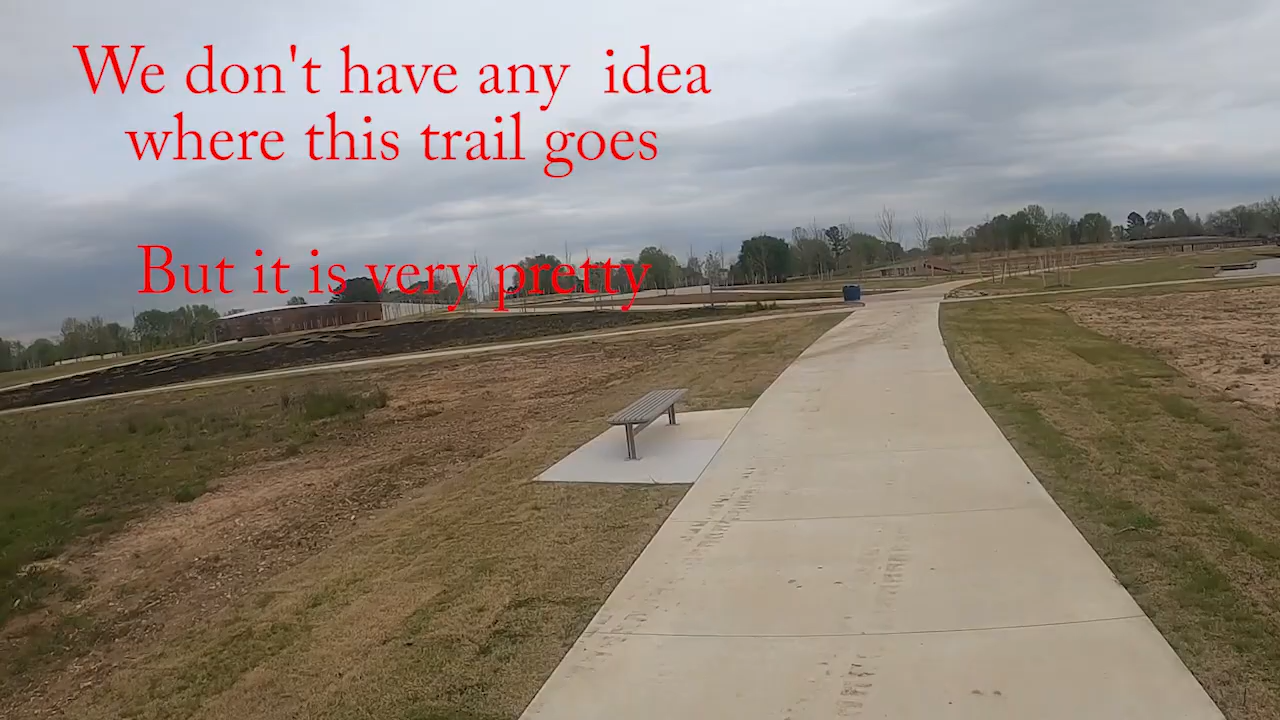 We don't have any  idea
where this trail goes
But it is very pretty